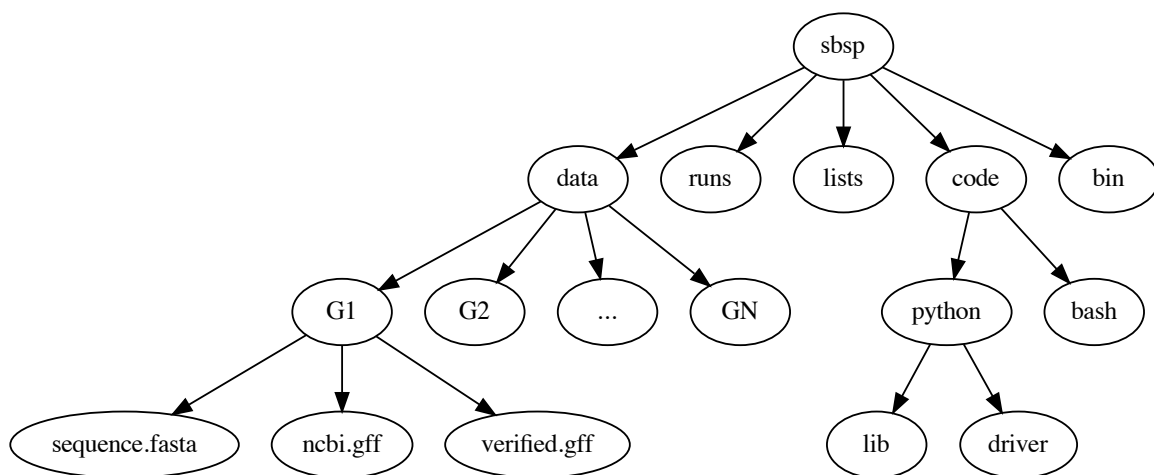 sbsp
data
runs
lists
code
bin
G1
G2
...
GN
python
bash
sequence.fasta
ncbi.gff
verified.gff
lib
driver